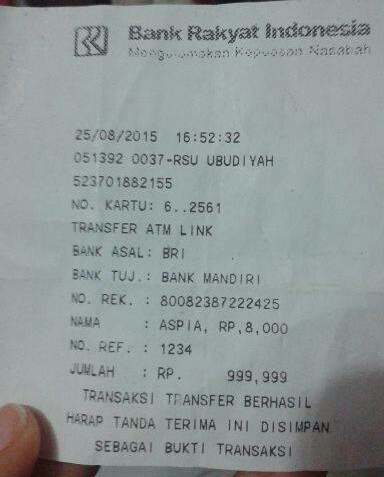 Bank Rakyat Indonesia
Mengutamakan Kepuasan Nasabah
25/08/2015 16:52:32
051392 0037-RSU UBUDIYAH
523701882155
NO. KARTU: 6..2561
TRANSFER ATM LINK
BANK ASAL: BRI
BANK TUJ.: BANK MANDIRI
NO. REK. : 80082387222425
NAMA : ASPIA, RP,8,000
NO. REF. : 1234
JUMLAH : RP. 999,999
TRANSAKSI TRANSFER BERHASIL
HARAP TANDA TERIMA INI DISIMPAN
SEBAGAI BUKTI TRANSAKSI